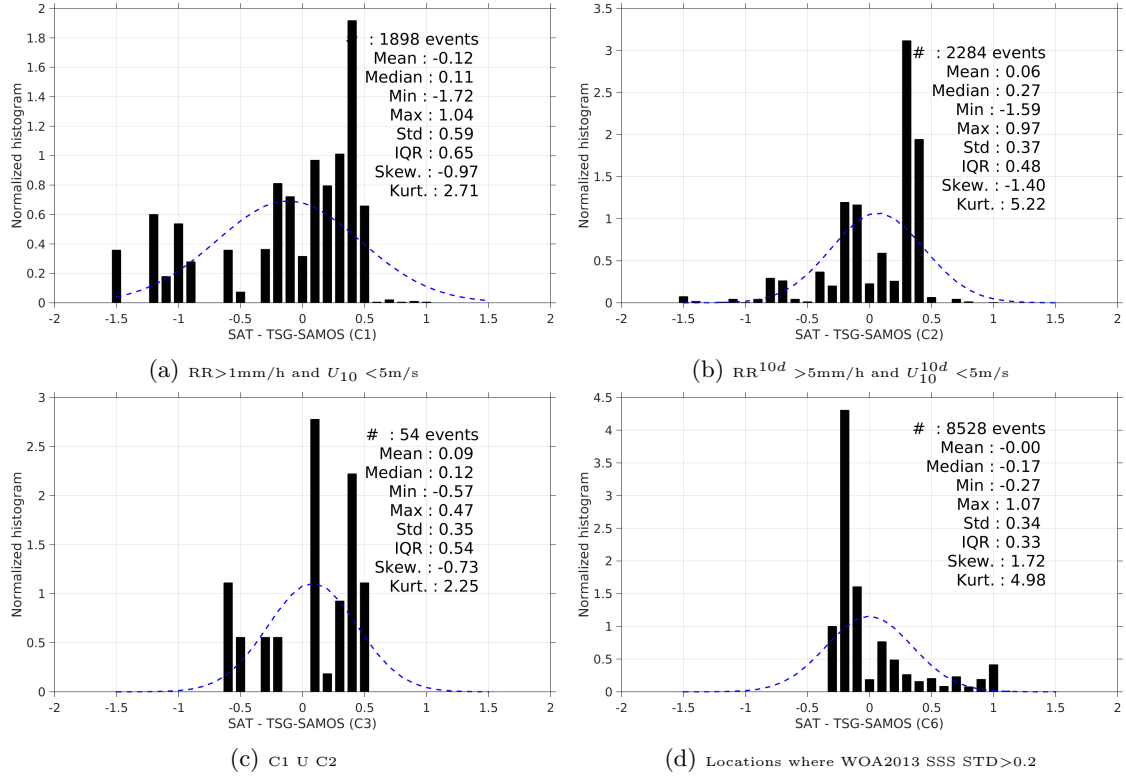 2
1.8
1.6
1.4
1.2
1
0.8
0.6
0.4
0.2
0
-2
-1.5
-1
-0.5
0
0.5
1
1.5
2
Normalized histogram
: 1898 events
Mean : -0.12
Median : 0.11
Min : -1.72
Max : 1.04
Std : 0.59
IQR : 0.65
Skew. : -0.97
Kurt. : 2.71
SAT - TSG-SAMOS (C1)
(a) RR>1mm/h and U10 <5m/s
3.5
3
2.5
2
1.5
1
0.5
0
-2
-1.5
-1
-0.5
0
0.5
1
1.5
2
Normalized histogram
# : 2284 events
Mean : 0.06
Median : 0.27
Min : -1.59
Max : 0.97
Std : 0.37
IQR : 0.48
Skew. : -1.40
Kurt. : 5.22
SAT - TSG-SAMOS (C2)
(b) RR^10d >5mm/h and U_10^10d <5m/s
3
2.5
2
1.5
1
0.5
0
-2
-1.5
-1
-0.5
0
0.5
1
1.5
2
Normalized histogram
# : 54 events
Mean : 0.09
Median : 0.12
Min : -0.57
Max : 0.47
Std : 0.35
IQR : 0.54
Skew. : -0.73
Kurt. : 2.25
SAT - TSG-SAMOS (C3)
(c) C1 U C2
4.5
4
3.5
3
2.5
2
1.5
1
0.5
0
-2
-1.5
-1
-0.5
0
0.5
1
1.5
2
Normalized histogram
# : 8528 events
Mean : -0.00
Median : -0.17
Min : -0.27
Max : 1.07
Std : 0.34
IQR : 0.33
Skew. : 1.72
Kurt. : 4.98
SAT - TSG-SAMOS (C6)
(d) Locations where WOA2013 SSS STD>0.2